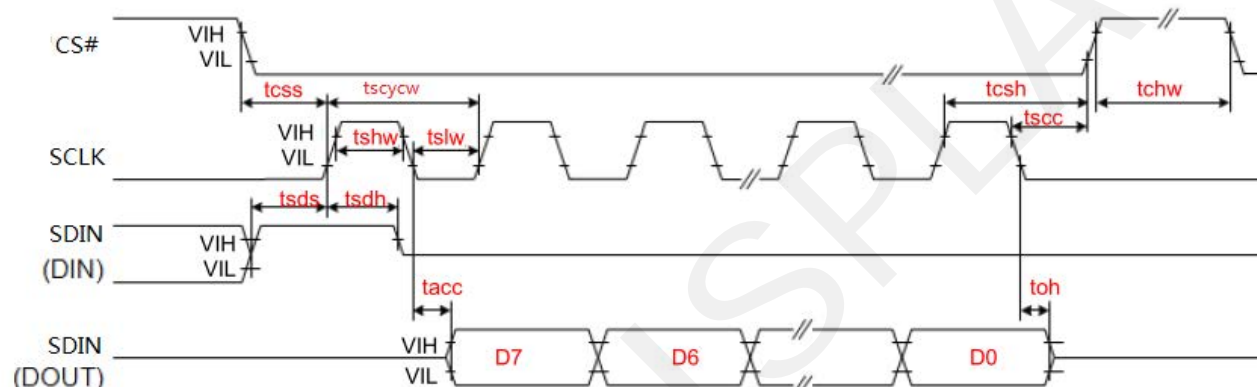 'CS#
VIH
VIL
tcss
tscycw
tcsh
tchw
tscc
SCLK
VIH
VIL
tshw
tslw
tsds
tsdh
SDIN
(DIN)
VIH
VIL
tacc
toh
SDIN
(DOUT)
VIH
VIL
D7
D6
D0
ISPLA